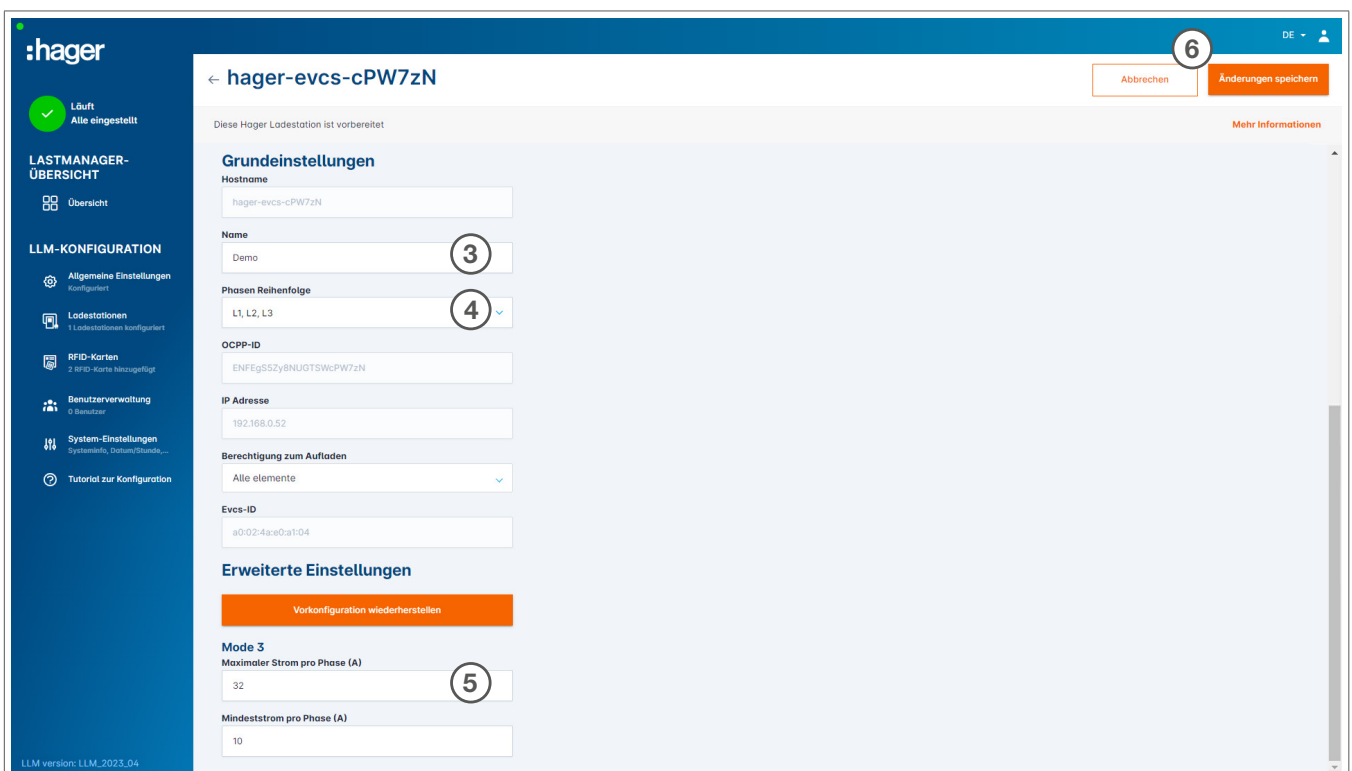 :hager
DE
6
← hager-evcs-cPW7zN
Abbrechen
Änderungen speichern
Läuft
Alle eingestellt
Diese Hager Ladestation ist vorbereitet
Mehr Informationen
LASTMANAGER-
ÜBERSICHT
Übersicht
LLM-KONFIGURATION
Allgemeine Einstellungen
Konfiguriert
Ladestationen
1 Ladestationen konfiguriert
RFID-Karten
2 RFID-Karte hinzugefügt
Benutzerverwaltung
0 Benutzer
System-Einstellungen
Systeminfo, Datum/Stunde,...
Tutorial zur Konfiguration
LLM version: LLM_2023_04
Grundeinstellungen
Hostname
hager-evcs-cPW7zN
Name
Demo
3
Phasen Reihenfolge
L1, L2, L3
4
OCPP-ID
ENFEgS5Zy8NUGTSWcPW7zN
IP Adresse
192.168.0.52
Berechtigung zum Aufladen
Alle elemente
Evcs-ID
a0:02:4a:e0:a1:04
Erweiterte Einstellungen
Vorkonfiguration wiederherstellen
Mode 3
Maximaler Strom pro Phase (A)
32
5
Mindeststrom pro Phase (A)
10